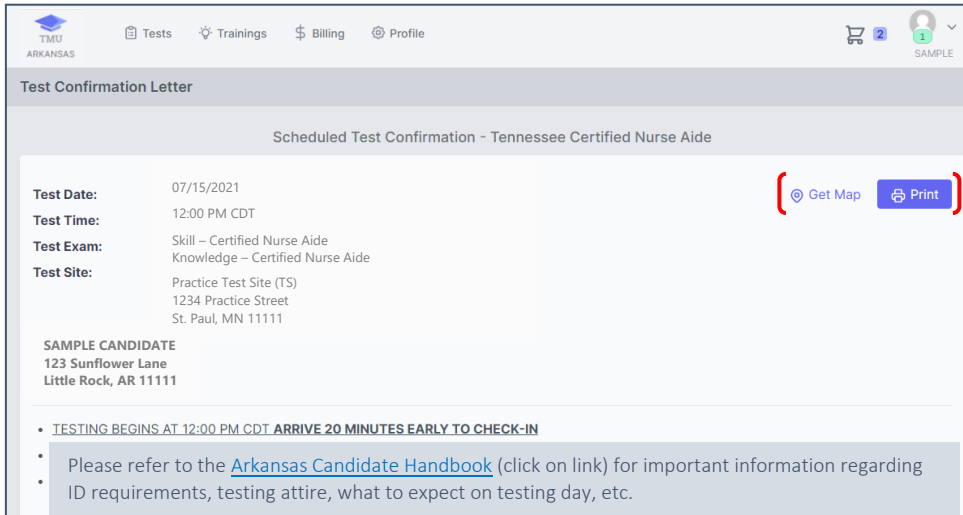 TMU
ARKANSAS
Tests
Trainings
Billing
Profile
2
1
SAMPLE
Test Confirmation Letter
Scheduled Test Confirmation - Tennessee Certified Nurse Aide
Test Date: 07/15/2021
Get Map
Print
Test Time: 12:00 PM CDT
Test Exam: Skill – Certified Nurse Aide
Knowledge – Certified Nurse Aide
Test Site: Practice Test Site (TS)
1234 Practice Street
St. Paul, MN 11111
SAMPLE CANDIDATE
123 Sunflower Lane
Little Rock, AR 11111
• TESTING BEGINS AT 12:00 PM CDT ARRIVE 20 MINUTES EARLY TO CHECK-IN
Please refer to the Arkansas Candidate Handbook (click on link) for important information regarding
ID requirements, testing attire, what to expect on testing day, etc.